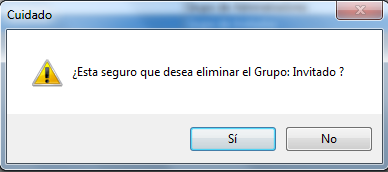 Cuidado
¿Esta seguro que desea eliminar el Grupo: Invitado ?
Sí
No